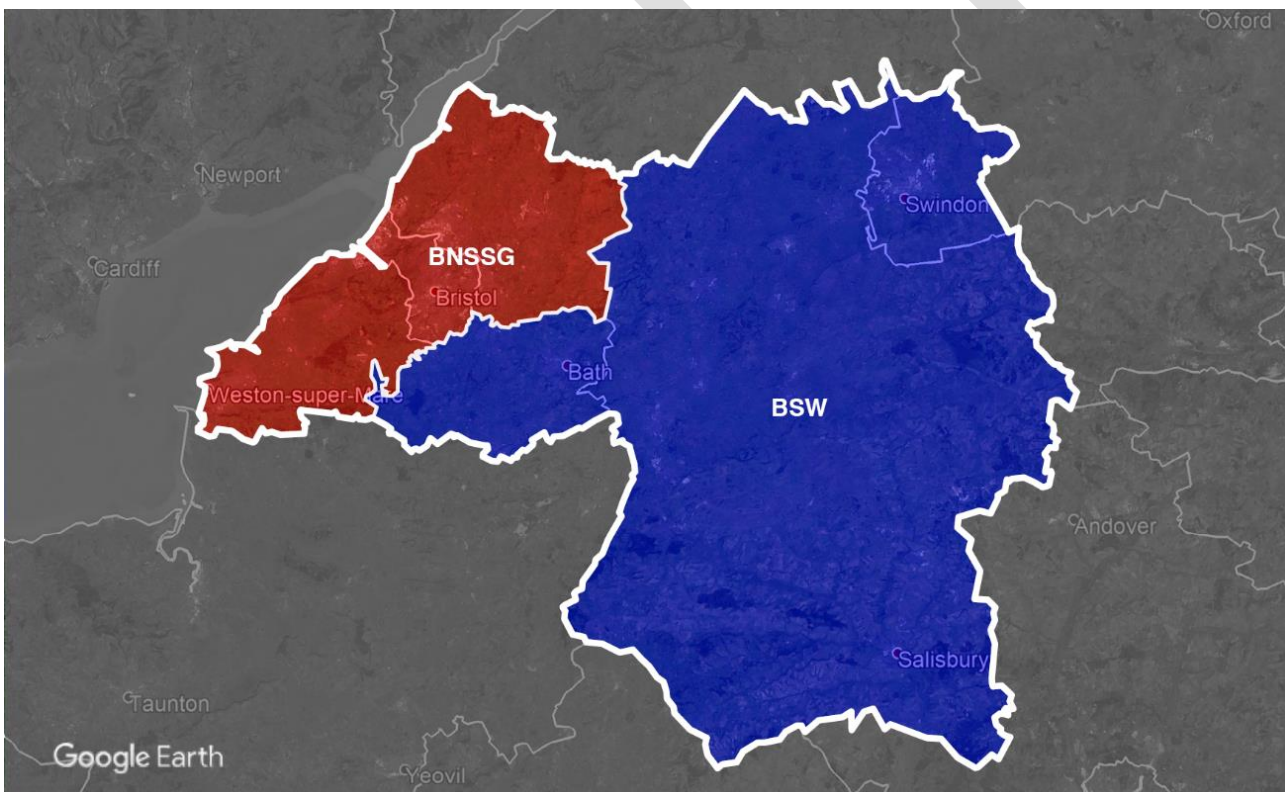 Oxford
Newport
Swindon
BNSSG
Cardiff
Bristol
Bath
Weston-super-Mare
BSW
Andover
Salisbury
Taunton
Google Earth
Yeovil